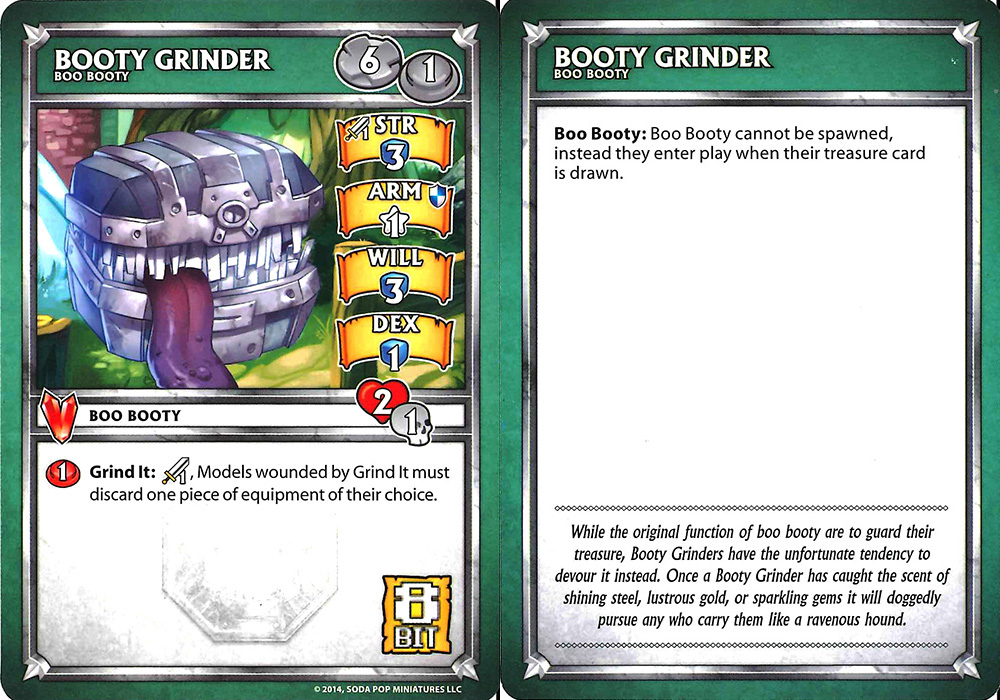 BOOTY GRINDER
BOO BOOTY
6
1
STR
3
ARM
1
WILL
3
DEX
1
BOO BOOTY
2
1
1 Grind It: , Models wounded by Grind It must
discard one piece of equipment of their choice.
8
BIT
© 2014, SODA POP MINIATURES LLC
BOOTY GRINDER
BOO BOOTY
Boo Booty: Boo Booty cannot be spawned,
instead they enter play when their treasure card
is drawn.
While the original function of boo booty are to guard their
treasure, Booty Grinders have the unfortunate tendency to
devour it instead. Once a Booty Grinder has caught the scent of
shining steel, lustrous gold, or sparkling gems it will doggedly
pursue any who carry them like a ravenous hound.